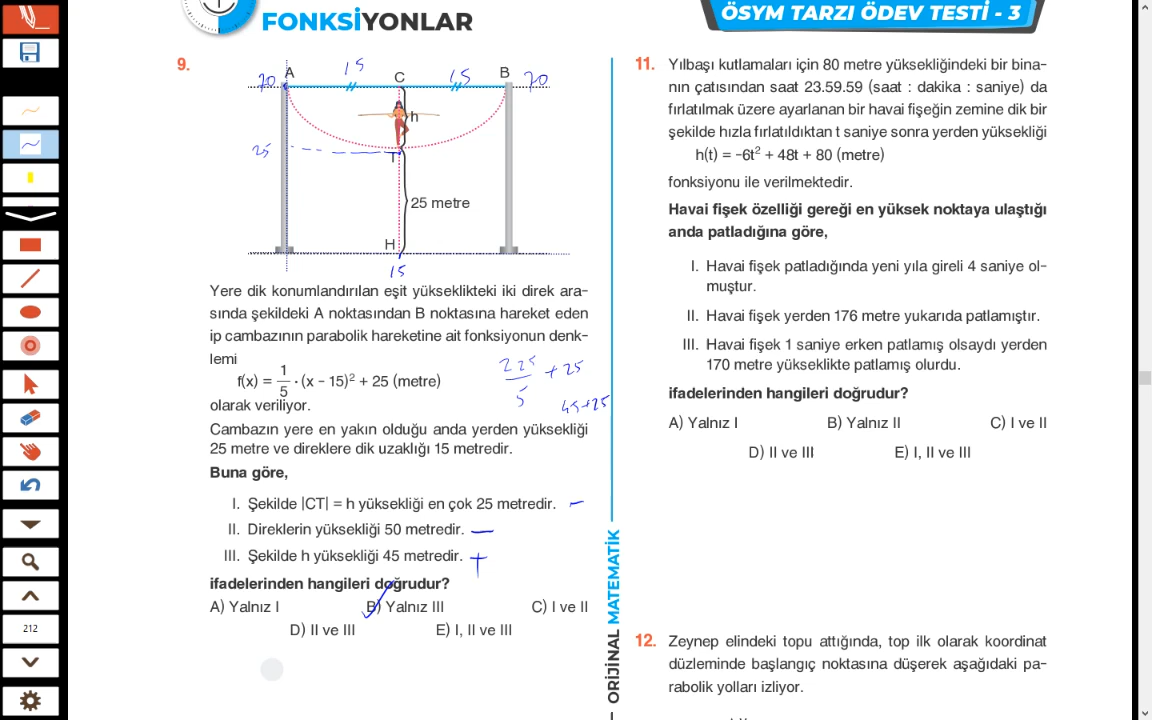 FONKSİYONLAR
ÖSYM TARZI ÖDEV TESTİ - 3
9.
70 A 15 C 15 B 70
h
25
T
25 metre
H
15
Yere dik konumlandırılan eşit yükseklikteki iki direk ara-
sında şekildeki A noktasından B noktasına hareket eden
ip cambazının parabolik hareketine ait fonksiyonun denk-
lemi
f(x) = 1/5 · (x – 15)² + 25 (metre)
225/5 + 25
45+25
olarak veriliyor.
Cambazın yere en yakın olduğu anda yerden yüksekliği
25 metre ve direklere dik uzaklığı 15 metredir.
Buna göre,
I. Şekilde |CT| = h yüksekliği en çok 25 metredir. –
II. Direklerin yüksekliği 50 metredir. –
III. Şekilde h yüksekliği 45 metredir. +
ifadelerinden hangileri doğrudur?
A) Yalnız I B) Yalnız III C) I ve II
D) II ve III E) I, II ve III
ORİJİNAL MATEMATİK
11. Yılbaşı kutlamaları için 80 metre yüksekliğindeki bir bina-
nın çatısından saat 23.59.59 (saat : dakika : saniye) da
fırlatılmak üzere ayarlanan bir havai fişeğin zemine dik bir
şekilde hızla fırlatıldıktan t saniye sonra yerden yüksekliği
h(t) = –6t² + 48t + 80 (metre)
fonksiyonu ile verilmektedir.
Havai fişek özelliği gereği en yüksek noktaya ulaştığı
anda patladığına göre,
I. Havai fişek patladığında yeni yıla gireli 4 saniye ol-
muştur.
II. Havai fişek yerden 176 metre yukarıda patlamıştır.
III. Havai fişek 1 saniye erken patlamış olsaydı yerden
170 metre yükseklikte patlamış olurdu.
ifadelerinden hangileri doğrudur?
A) Yalnız I B) Yalnız II C) I ve II
D) II ve III E) I, II ve III
12. Zeynep elindeki topu attığında, top ilk olarak koordinat
düzleminde başlangıç noktasına düşerek aşağıdaki pa-
rabolik yolları izliyor.
212